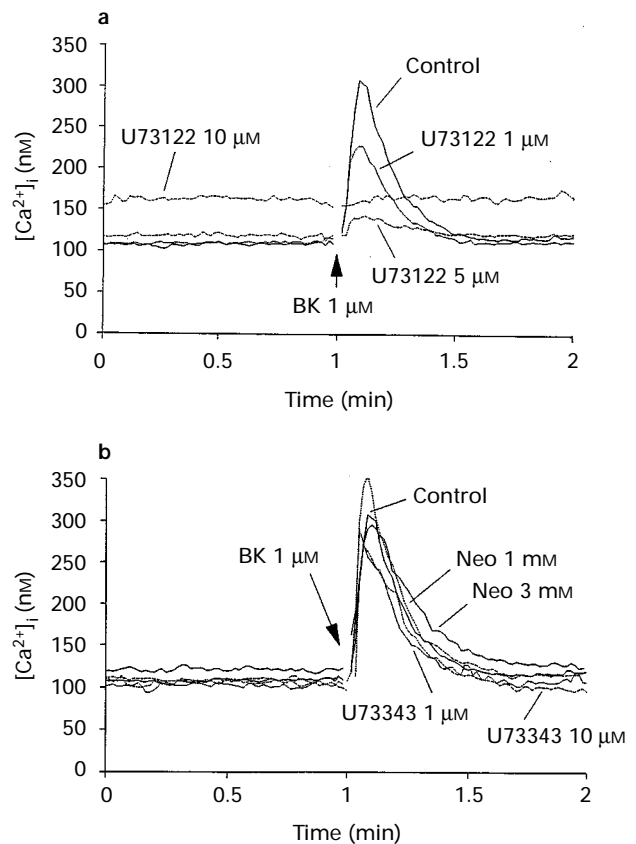 a
350
300
250
200
150
100
50
0
[Ca²⁺]ᵢ (nM)
Control
U73122 10 µM
U73122 1 µM
U73122 5 µM
BK 1 µM
0
1
1.5
2
Time (min)
b
350
300
250
200
150
100
50
0
[Ca²⁺]ᵢ (nM)
Control
BK 1 µM
Neo 1 mM
Neo 3 mM
U73343 1 µM
U73343 10 µM
0
0.5
1
1.5
2
Time (min)